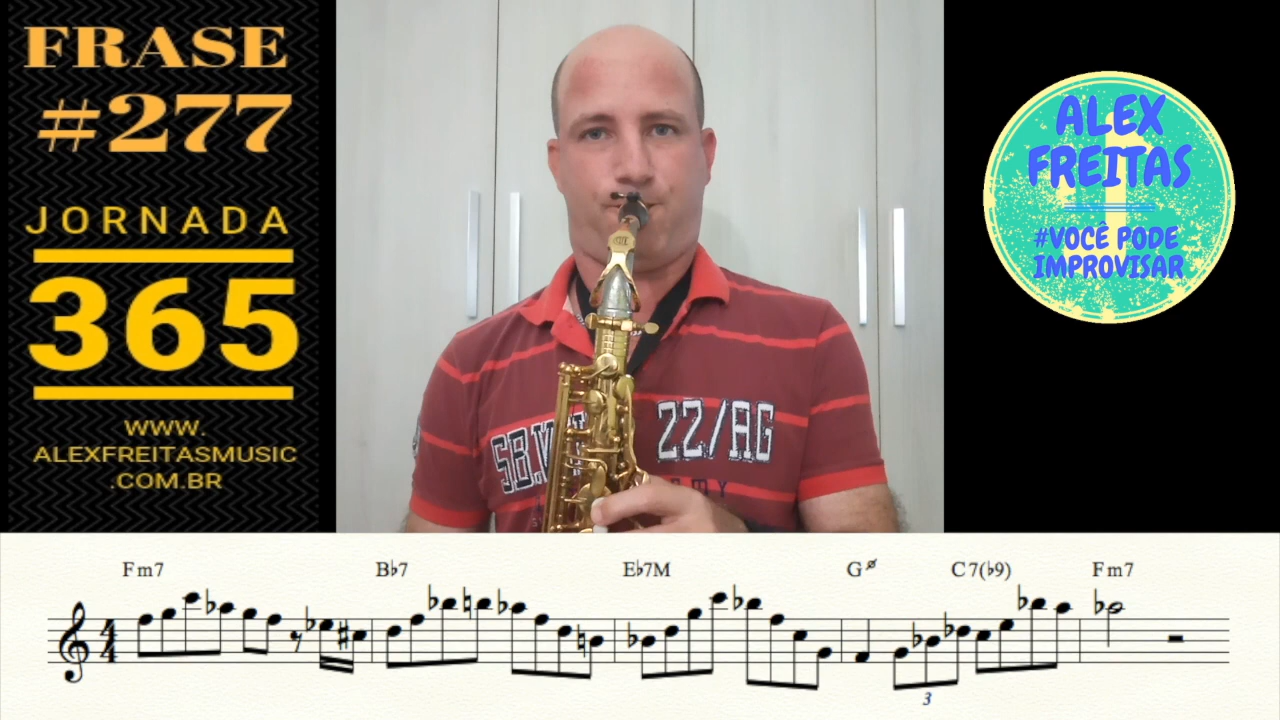 FRASE
#277
JORNADA
365
WWW.
ALEXFREITASMUSIC
.COM.BR
ALEX
FREITAS
#VOCÊ PODE
IMPROVISAR
22/AG
Fm7 B♭7 E♭7M Gø C7(♭9) Fm7
3